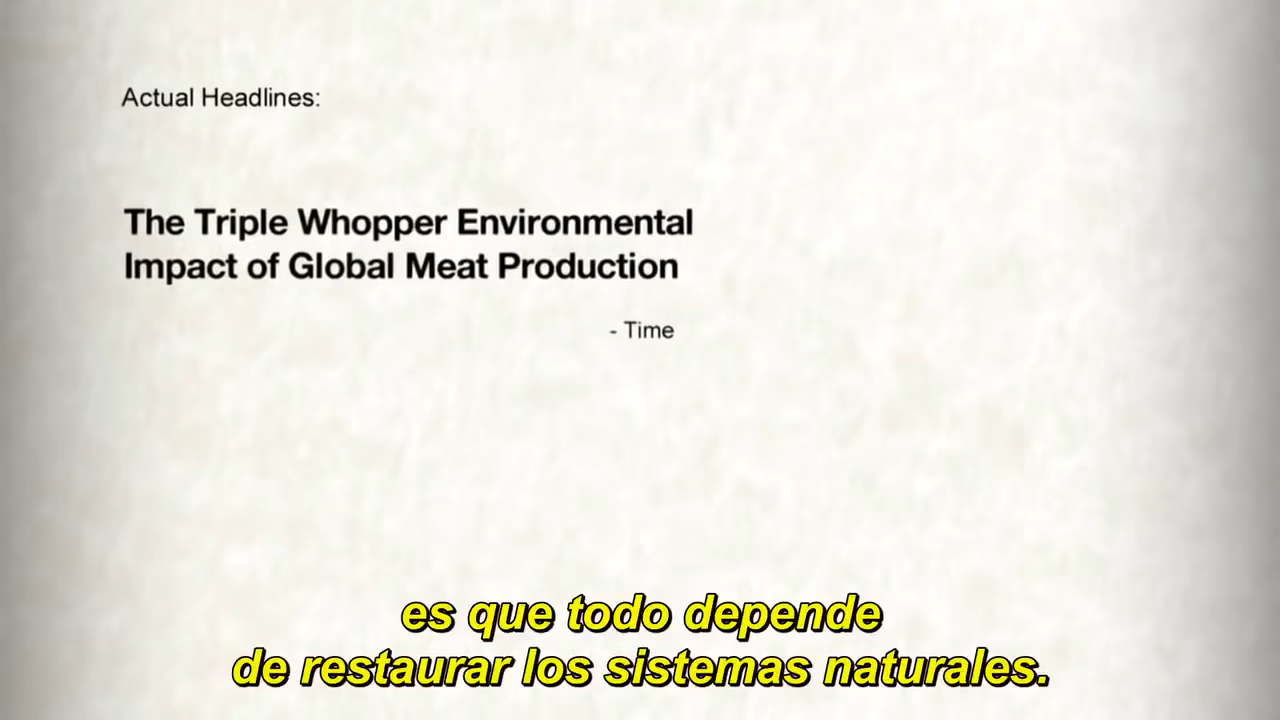 Actual Headlines:
The Triple Whopper Environmental
Impact of Global Meat Production
- Time
es que todo depende
de restaurar los sistemas naturales.